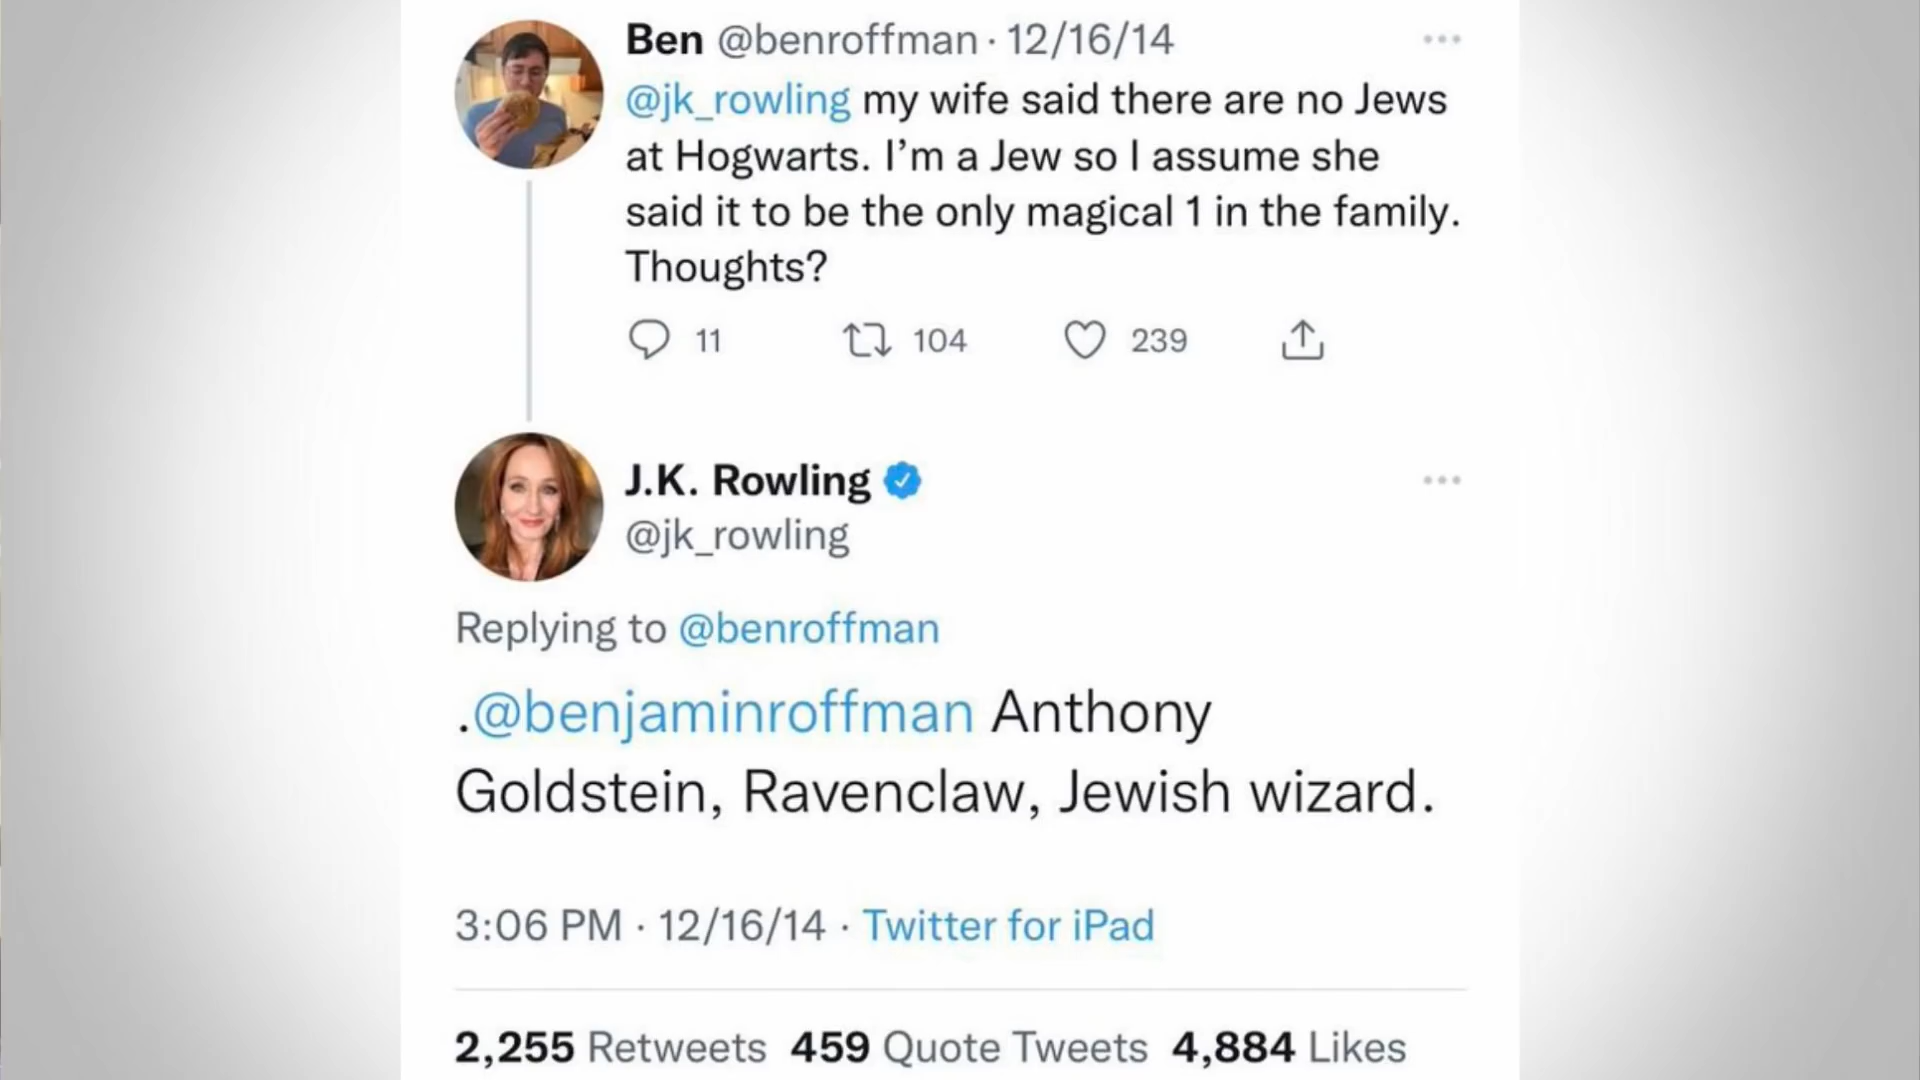 Ben @benroffman · 12/16/14
@jk_rowling my wife said there are no Jews
at Hogwarts. I’m a Jew so I assume she
said it to be the only magical 1 in the family.
Thoughts?
11 104 239
J.K. Rowling
@jk_rowling
Replying to @benroffman
.@benjaminroffman Anthony
Goldstein, Ravenclaw, Jewish wizard.
3:06 PM · 12/16/14 · Twitter for iPad
2,255 Retweets 459 Quote Tweets 4,884 Likes